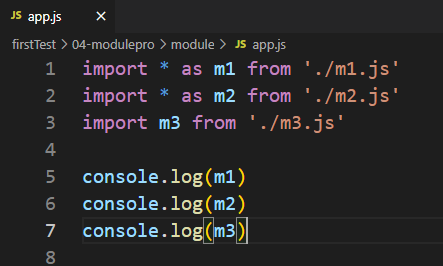 JS app.js ×
firstTest > 04-modulepro > module > JS app.js
1 import * as m1 from './m1.js'
2 import * as m2 from './m2.js'
3 import m3 from './m3.js'
4
5 console.log(m1)
6 console.log(m2)
7 console.log(m3)